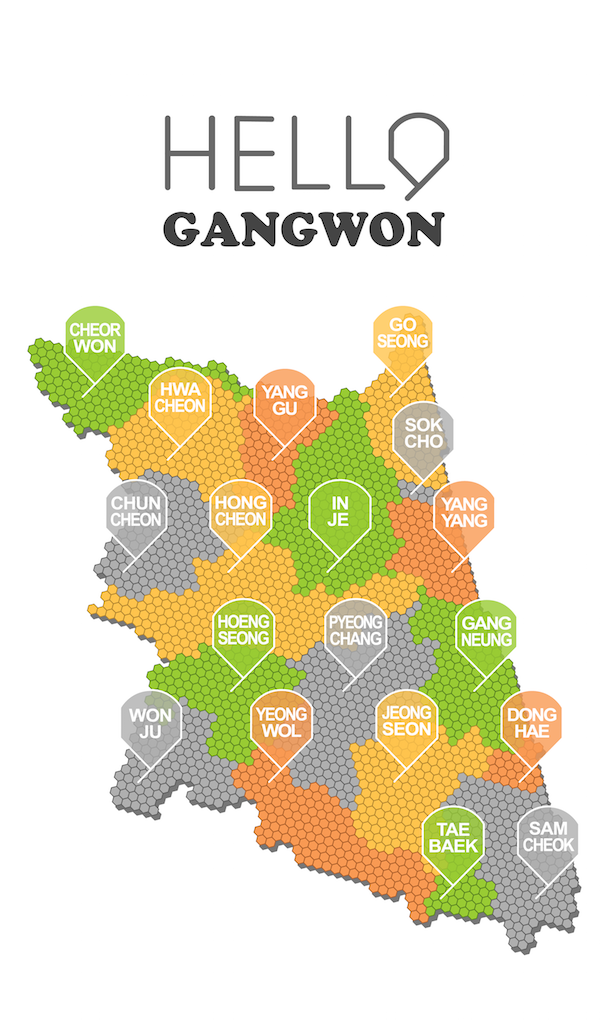 HELLO
GANGWON
CHEOR
WON
GO
SEONG
HWA
CHEON
YANG
GU
SOK
CHO
CHUN
CHEON
HONG
CHEON
IN
JE
YANG
YANG
HOENG
SEONG
PYEONG
CHANG
GANG
NEUNG
WON
JU
YEONG
WOL
JEONG
SEON
DONG
HAE
TAE
BAEK
SAM
CHEOK